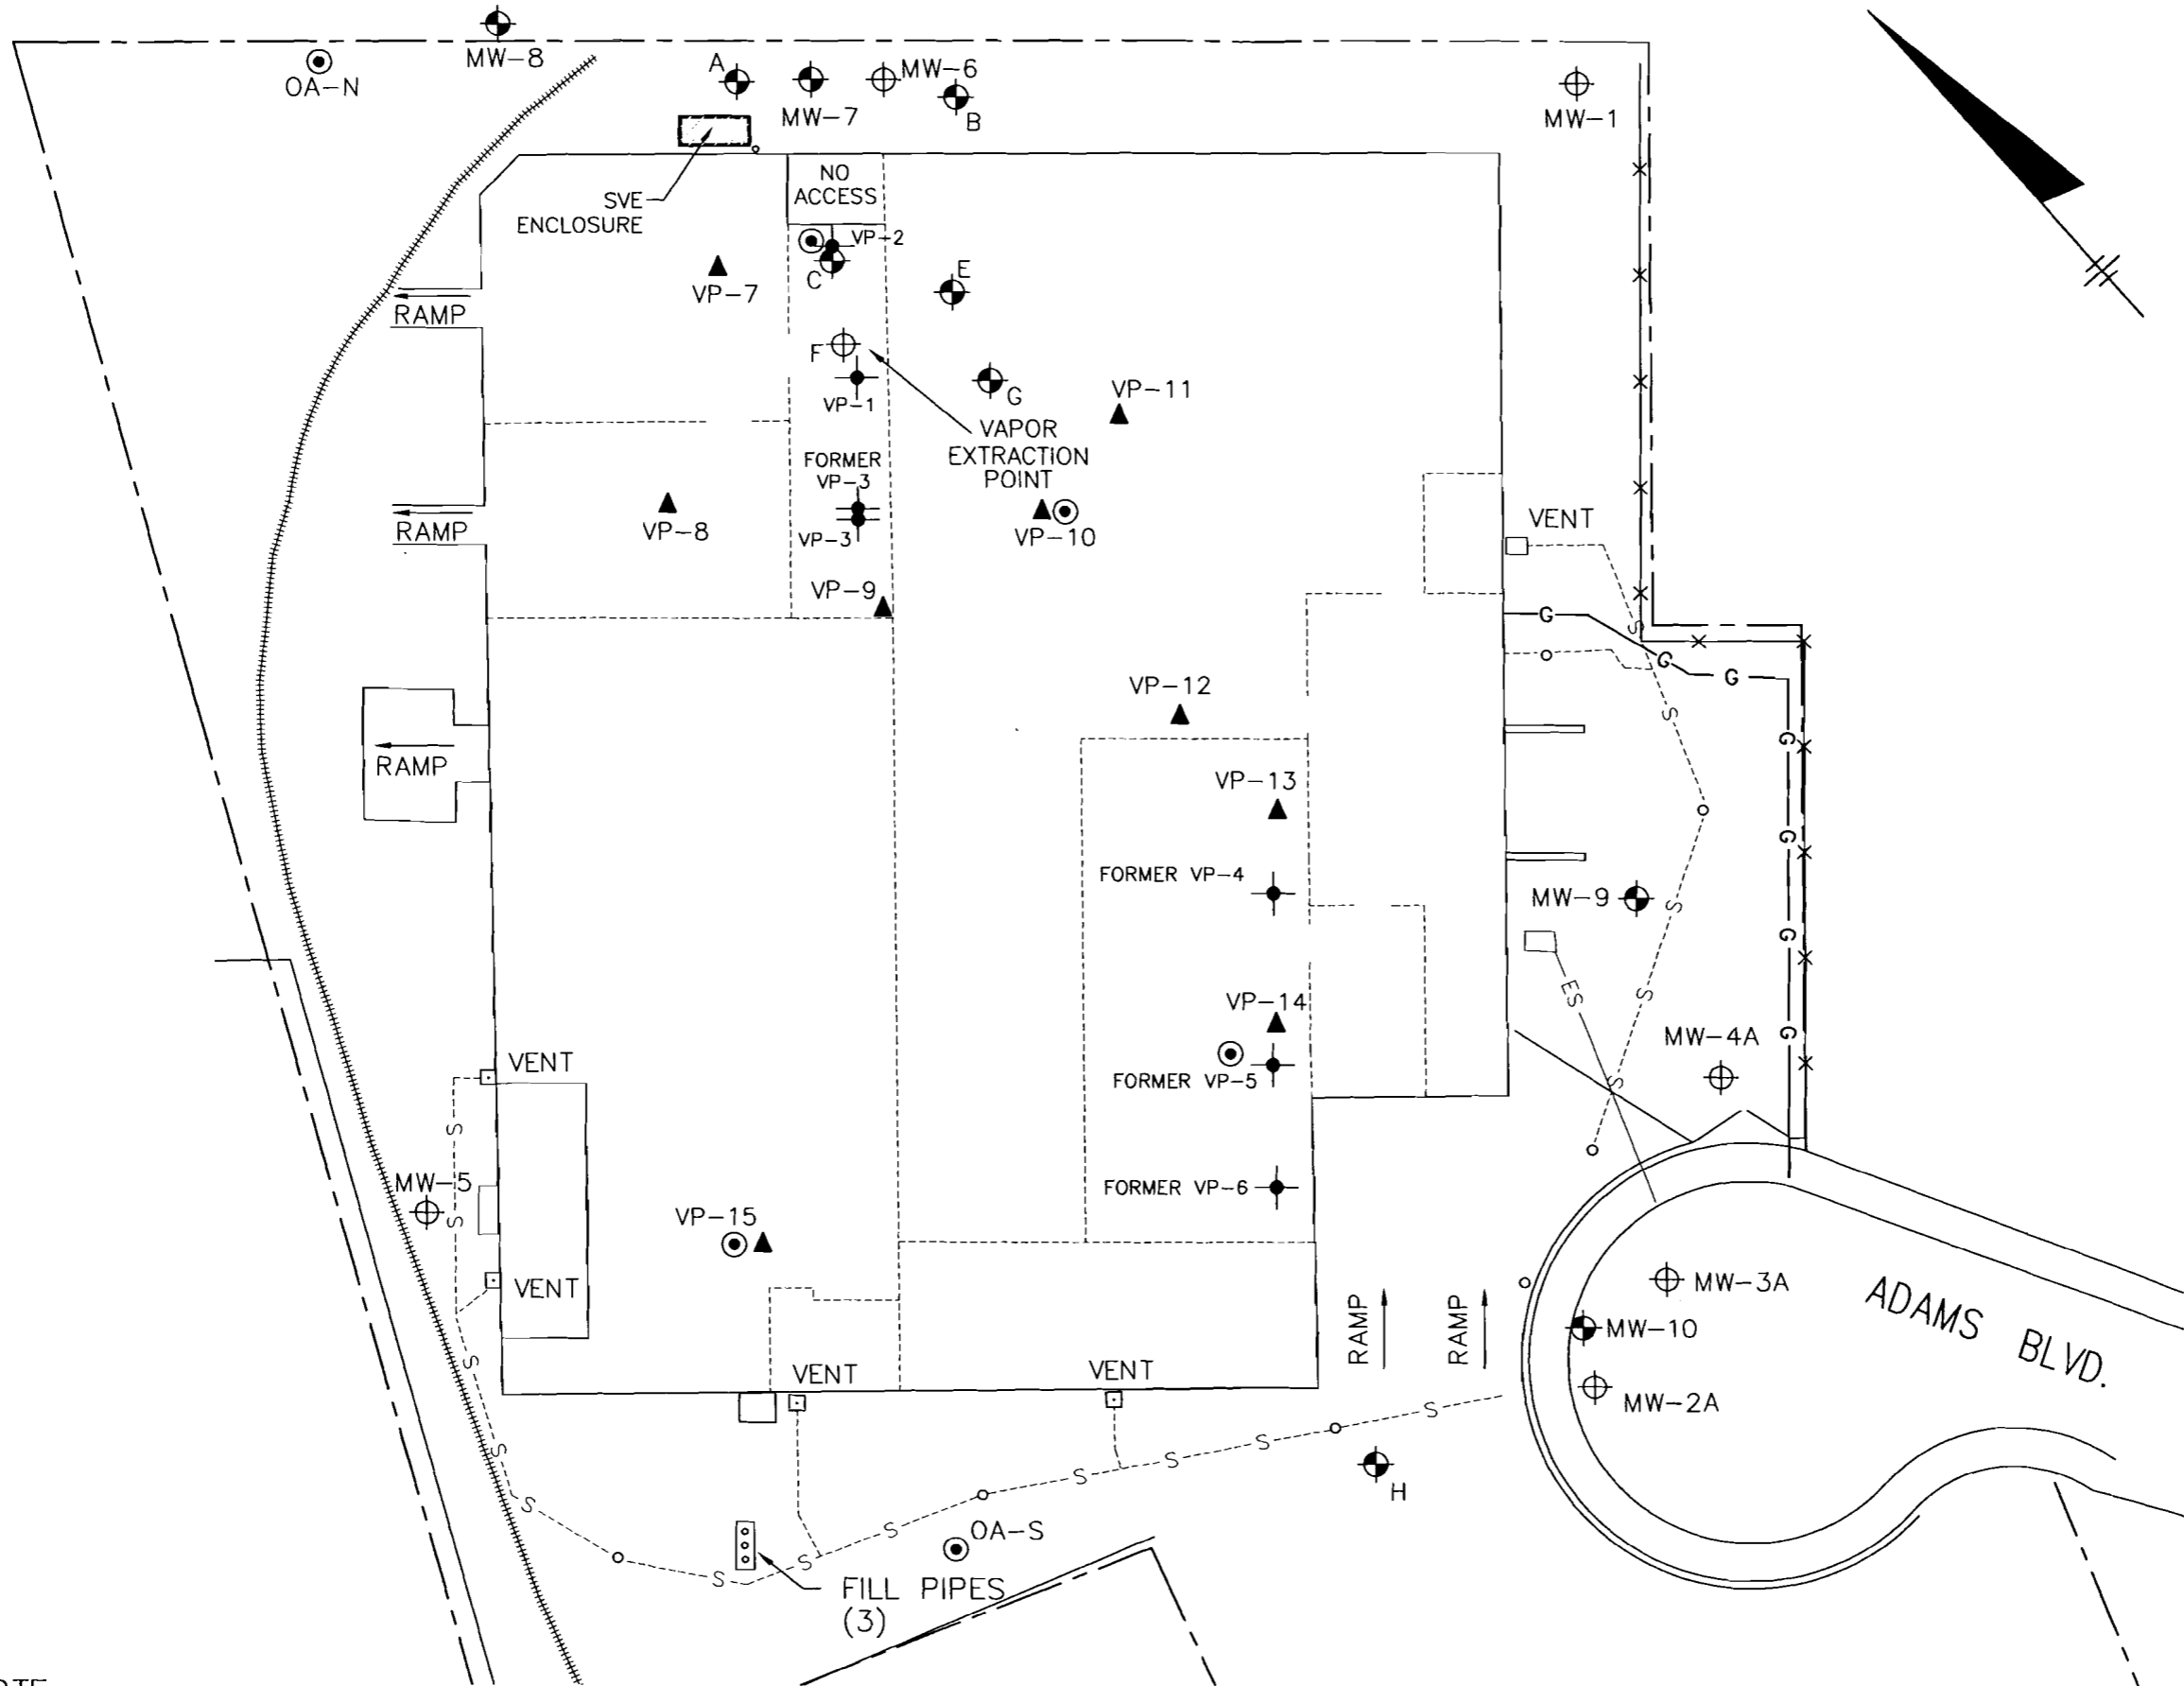 MW-8
OA-N
A
MW-7
MW-6
B
MW-1
NO
ACCESS
SVE
ENCLOSURE
VP-2
C
VP-7
E
RAMP
F
VP-1
G
VP-11
VAPOR
EXTRACTION
POINT
FORMER
VP-3
RAMP
VP-8
VP-3
VP-10
VENT
VP-9
G
S
G
G
S
VP-12
RAMP
G
VP-13
G
FORMER VP-4
MW-9
S
G
ES
S
VP-14
G
MW-4A
VENT
FORMER VP-5
S
S
MW-5
S
FORMER VP-6
VP-15
VENT
MW-3A
ADAMS BLVD.
RAMP
RAMP
MW-10
S
VENT
VENT
MW-2A
S
S
S
S
S
H
S
S
OA-S
S
S
FILL PIPES
(3)